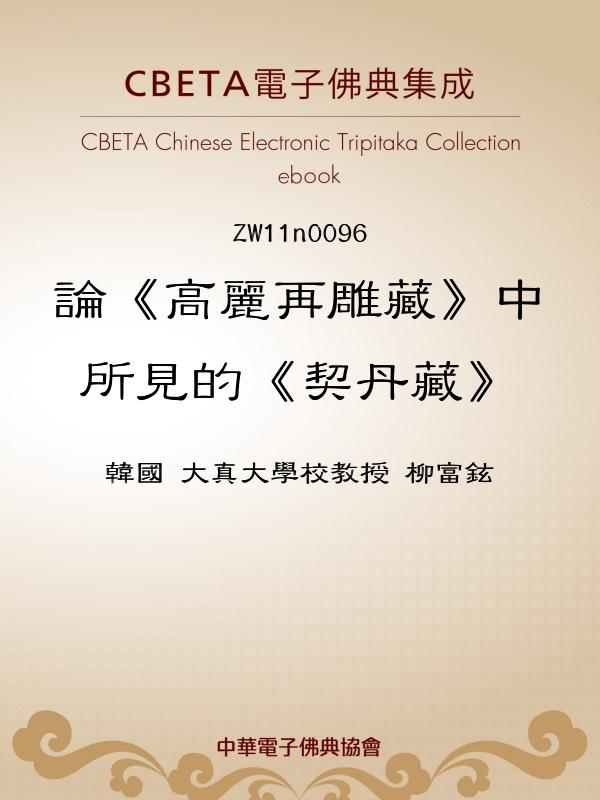 CBETA電子佛典集成
CBETA Chinese Electronic Tripitaka Collection
ebook
ZW11n0096
論《高麗再雕藏》中
所見的《契丹藏》
韓國 大真大學校教授 柳富鉉
中華電子佛典協會